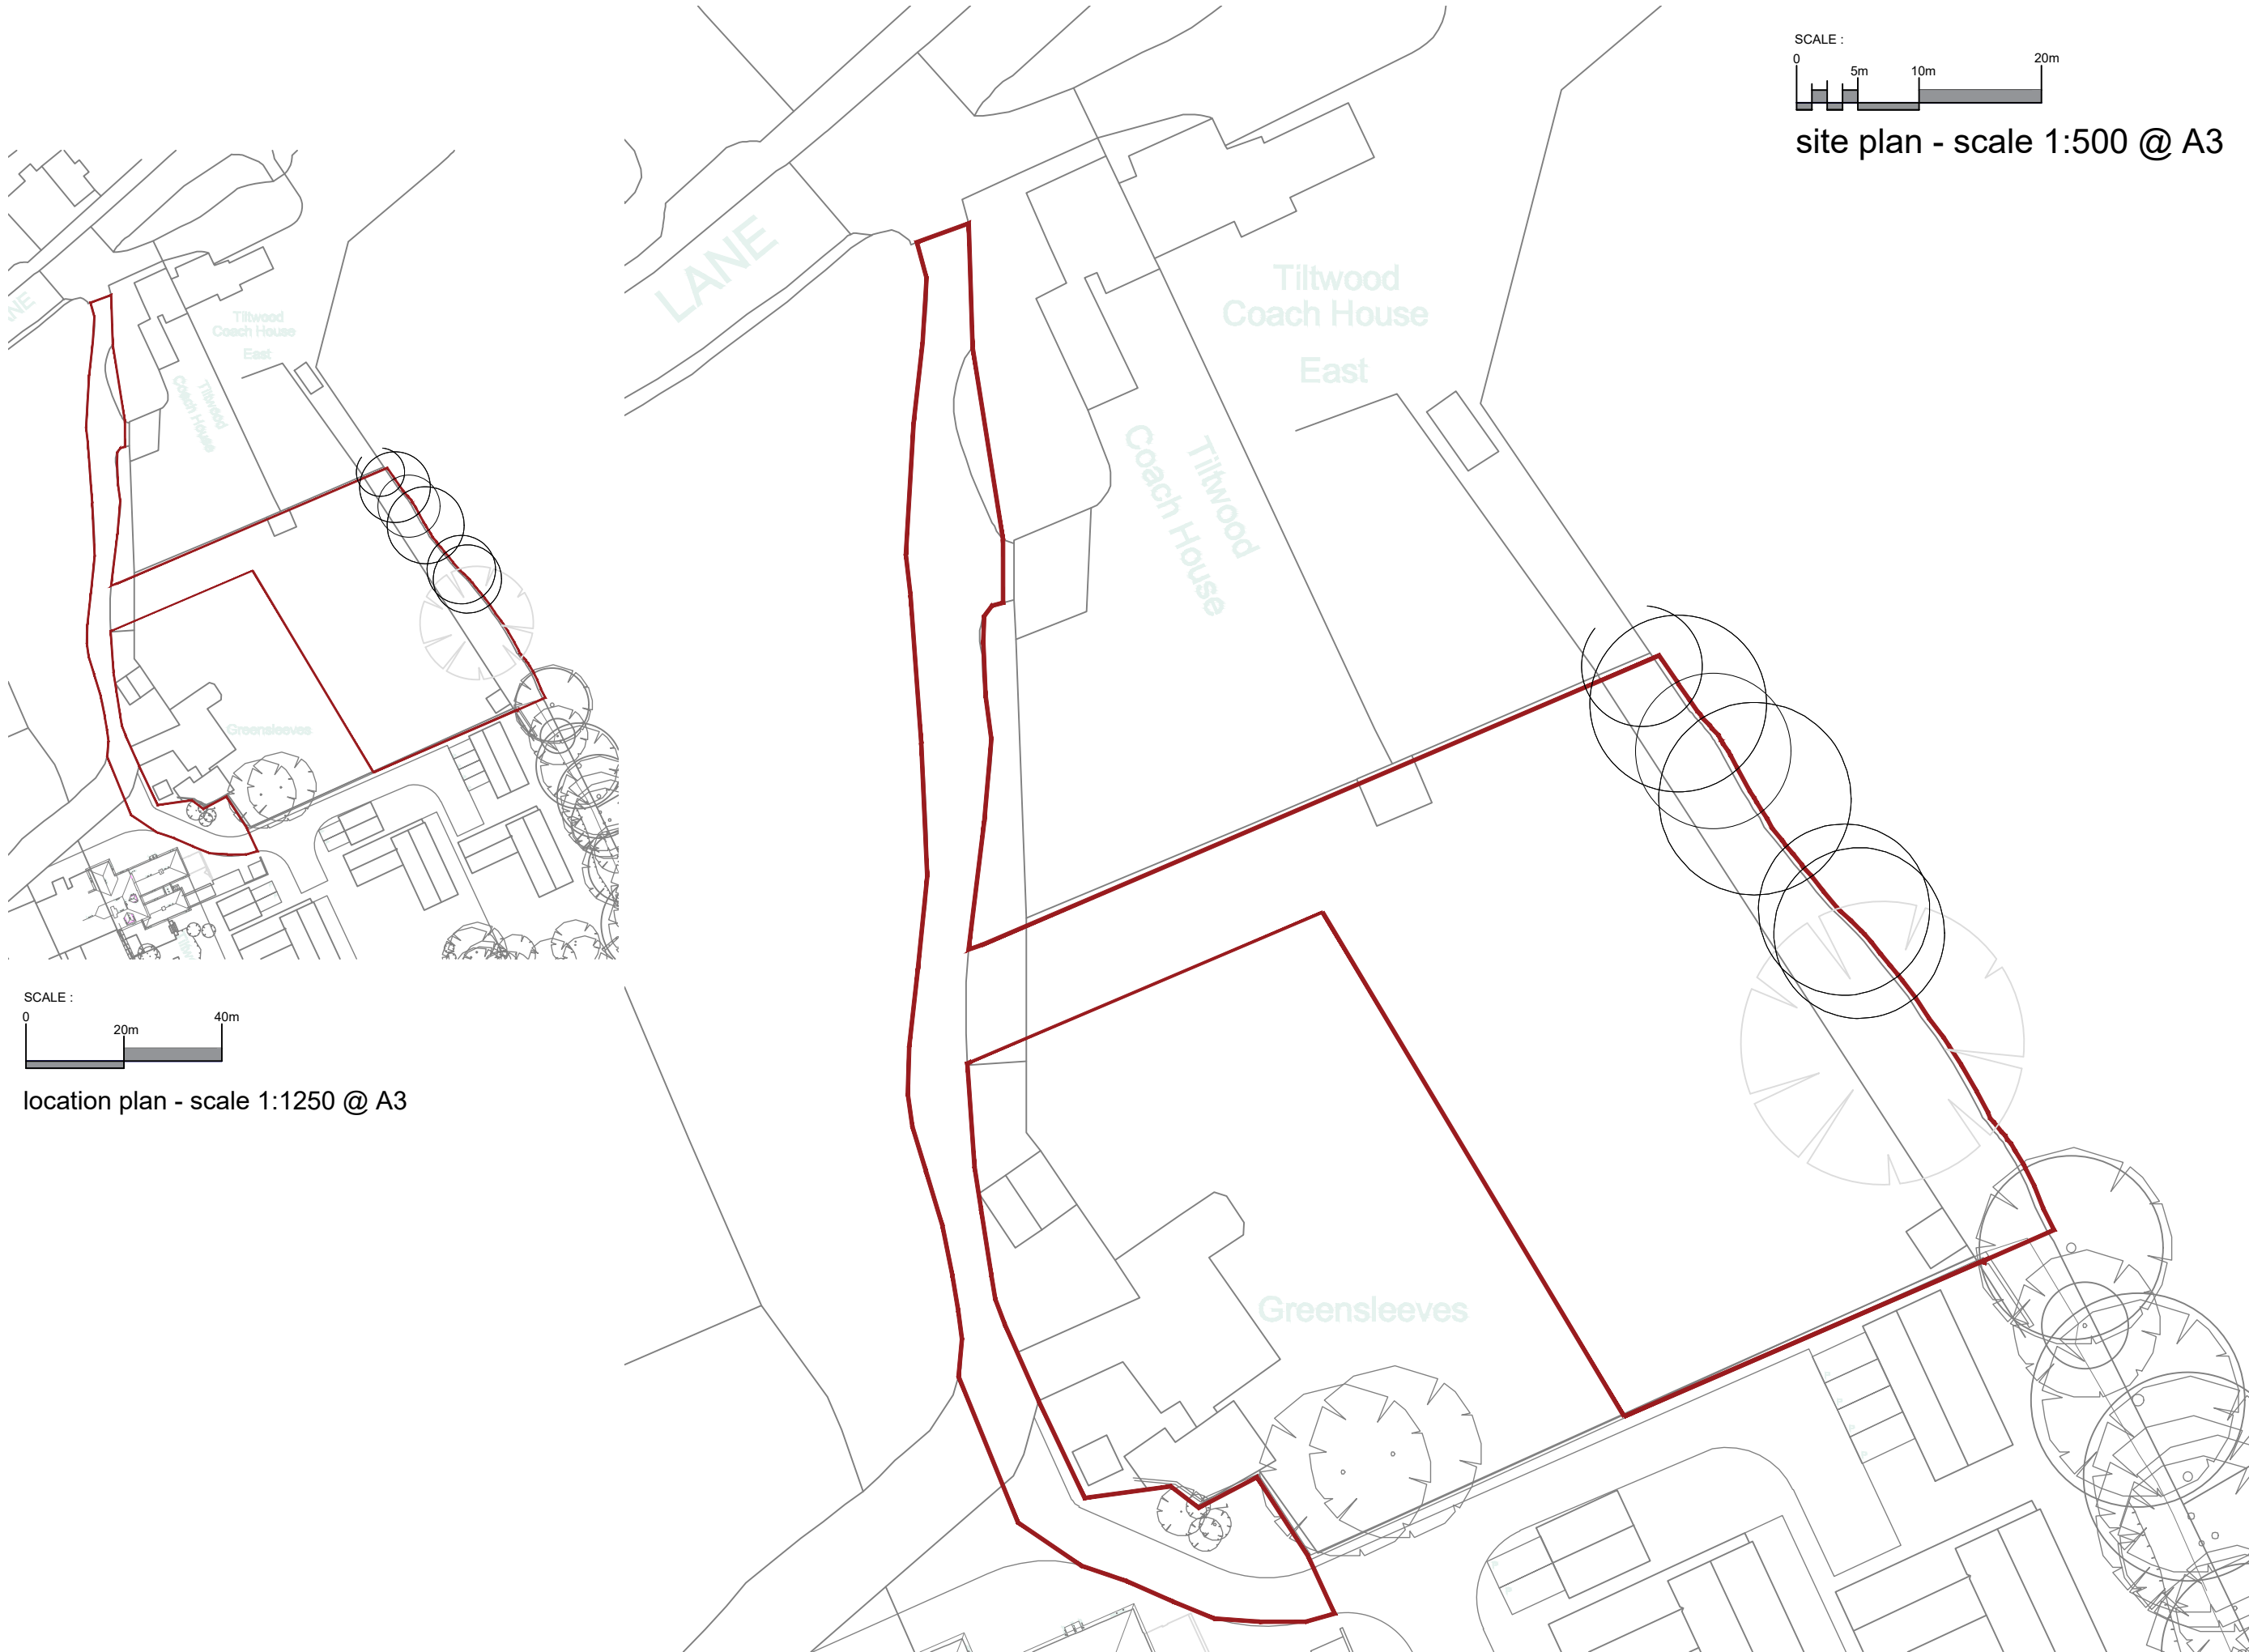 SCALE :
0
5m
10m
20m
site plan - scale 1:500 @ A3
LANE
Tiltwood
Coach House
East
Tiltwood
Coach House
Greensleeves
NE
Tiltwood
Coach House
East
Tiltwood
Coach House
Greensleeves
SCALE :
0
20m
40m
location plan - scale 1:1250 @ A3